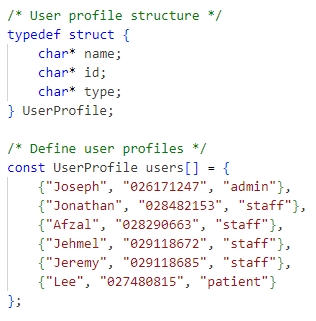 /* User profile structure */
typedef struct {
    char* name;
    char* id;
    char* type;
} UserProfile;

/* Define user profiles */
const UserProfile users[] = {
    {"Joseph", "026171247", "admin"},
    {"Jonathan", "028482153", "staff"},
    {"Afzal", "028290663", "staff"},
    {"Jehmel", "029118672", "staff"},
    {"Jeremy", "029118685", "staff"},
    {"Lee", "027480815", "patient"}
};